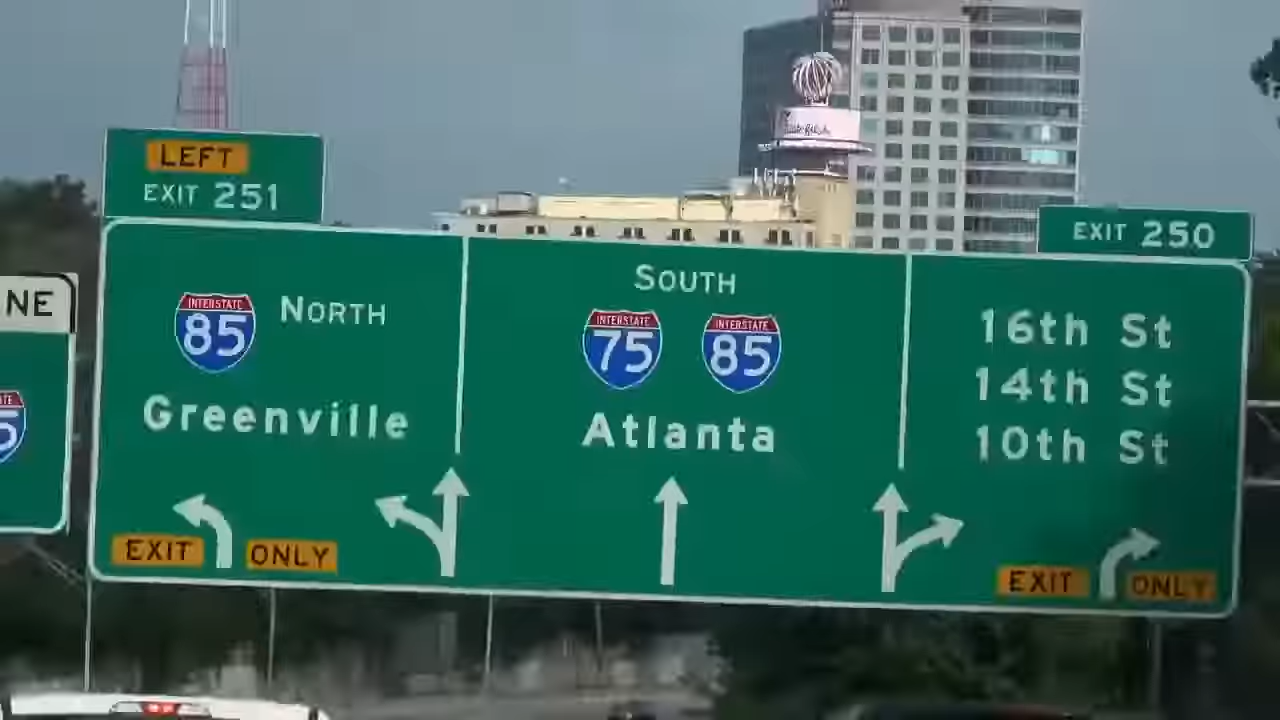 LEFT
EXIT 251
INTERSTATE
85 NORTH
Greenville
EXIT ONLY
SOUTH
INTERSTATE INTERSTATE
75 85
Atlanta
EXIT 250
16th St
14th St
10th St
EXIT ONLY
NE
5